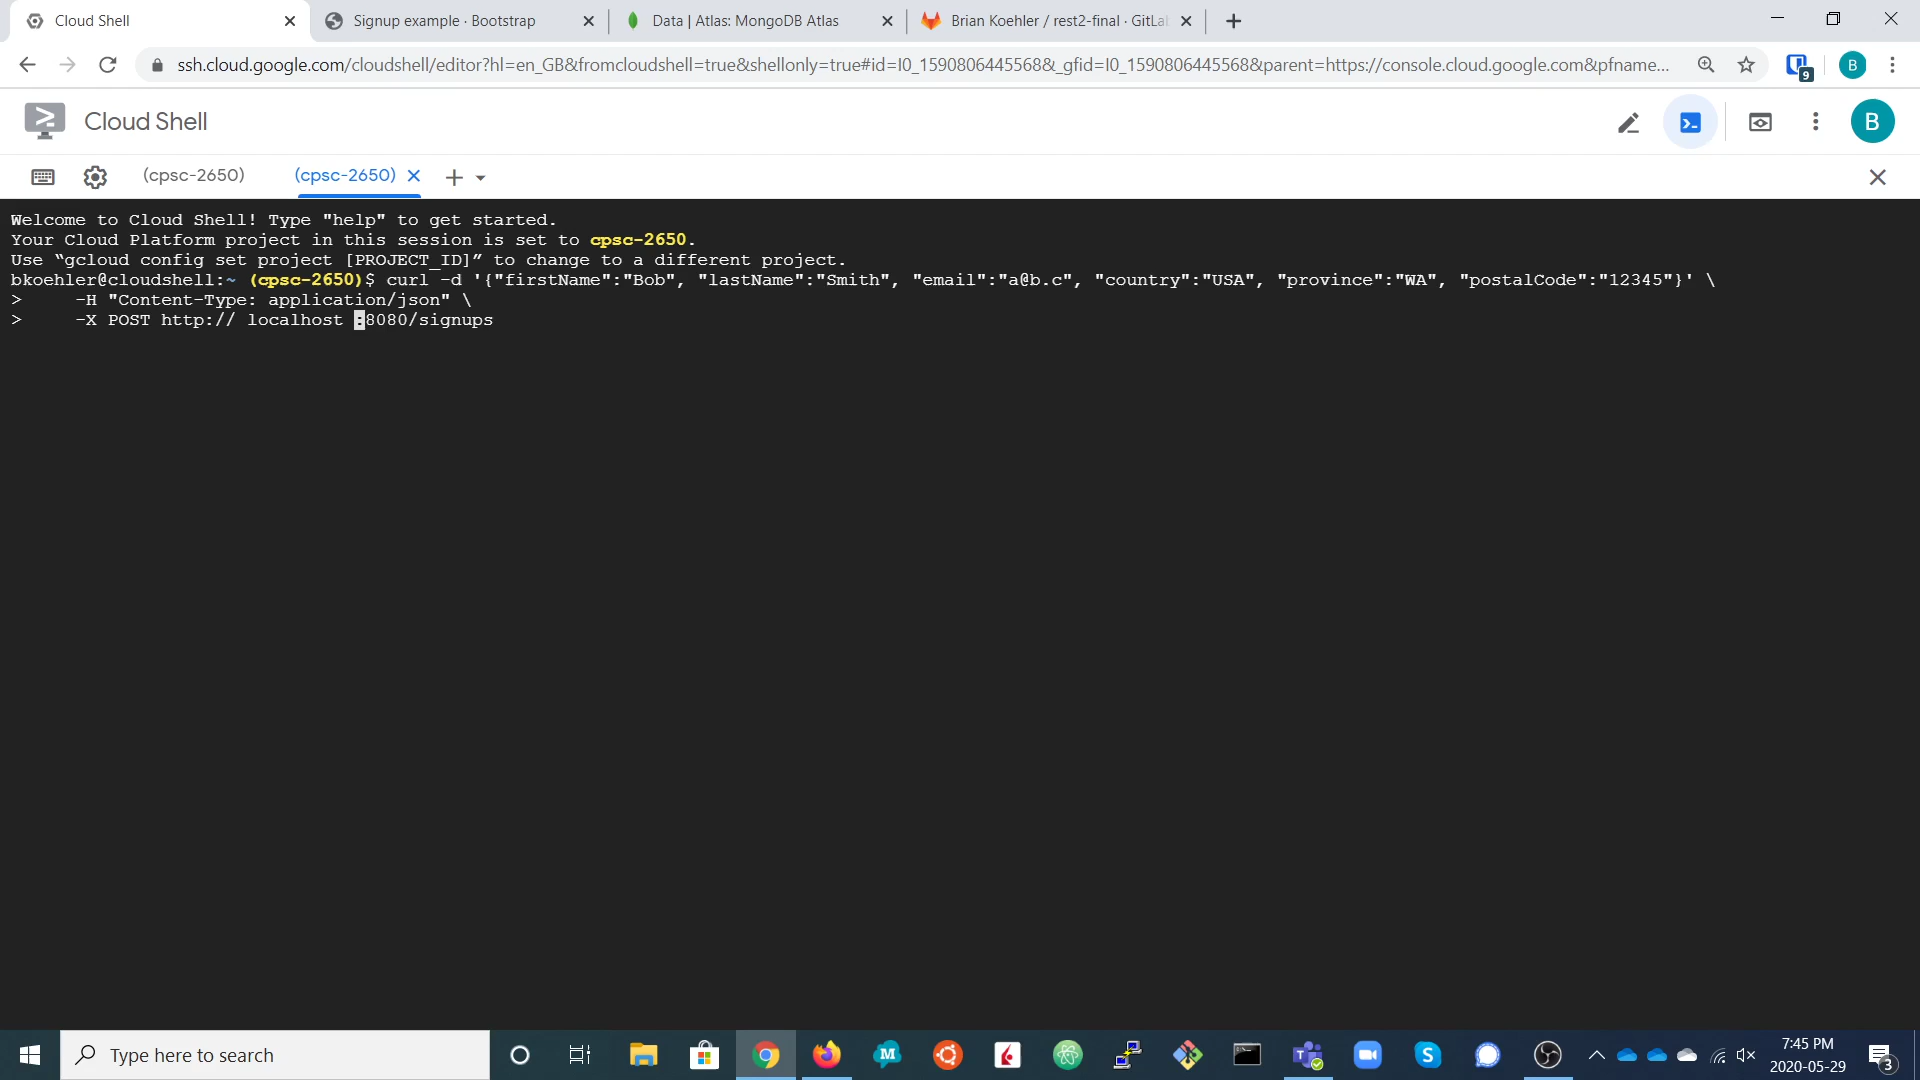 Cloud Shell
Signup example · Bootstrap
Data | Atlas: MongoDB Atlas
Brian Koehler / rest2-final · GitLa
ssh.cloud.google.com/cloudshell/editor?hl=en_GB&fromcloudshell=true&shellonly=true#id=I0_1590806445568&_gfid=I0_1590806445568&parent=https://console.cloud.google.com&pfname...
9
B
Cloud Shell
B
(cpsc-2650)
(cpsc-2650)
Welcome to Cloud Shell! Type "help" to get started.
Your Cloud Platform project in this session is set to cpsc-2650.
Use “gcloud config set project [PROJECT_ID]” to change to a different project.
bkoehler@cloudshell:~ (cpsc-2650)$ curl -d '{"firstName":"Bob", "lastName":"Smith", "email":"a@b.c", "country":"USA", "province":"WA", "postalCode":"12345"}' \
>     -H "Content-Type: application/json" \
>     -X POST http:// localhost :8080/signups
Type here to search
7:45 PM
2020-05-29
3